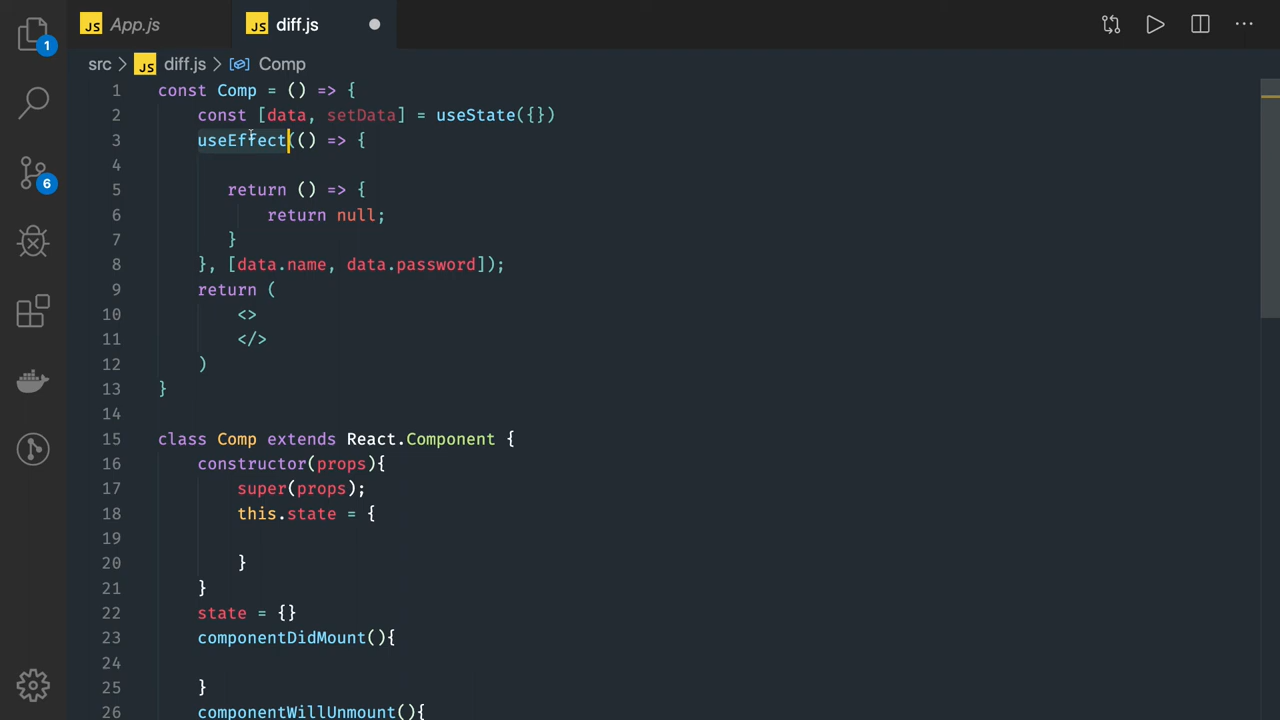 JS App.js JS diff.js
1
src > JS diff.js > Comp
1 const Comp = () => {
2 const [data, setData] = useState({})
3 useEffect(() => {
4
5 return () => {
6 return null;
7 }
8 }, [data.name, data.password]);
9 return (
10 <>
11 </>
12 )
13 }
14
15 class Comp extends React.Component {
16 constructor(props){
17 super(props);
18 this.state = {
19
20 }
21 }
22 state = {}
23 componentDidMount(){
24
25 }
26 componentWillUnmount(){
6